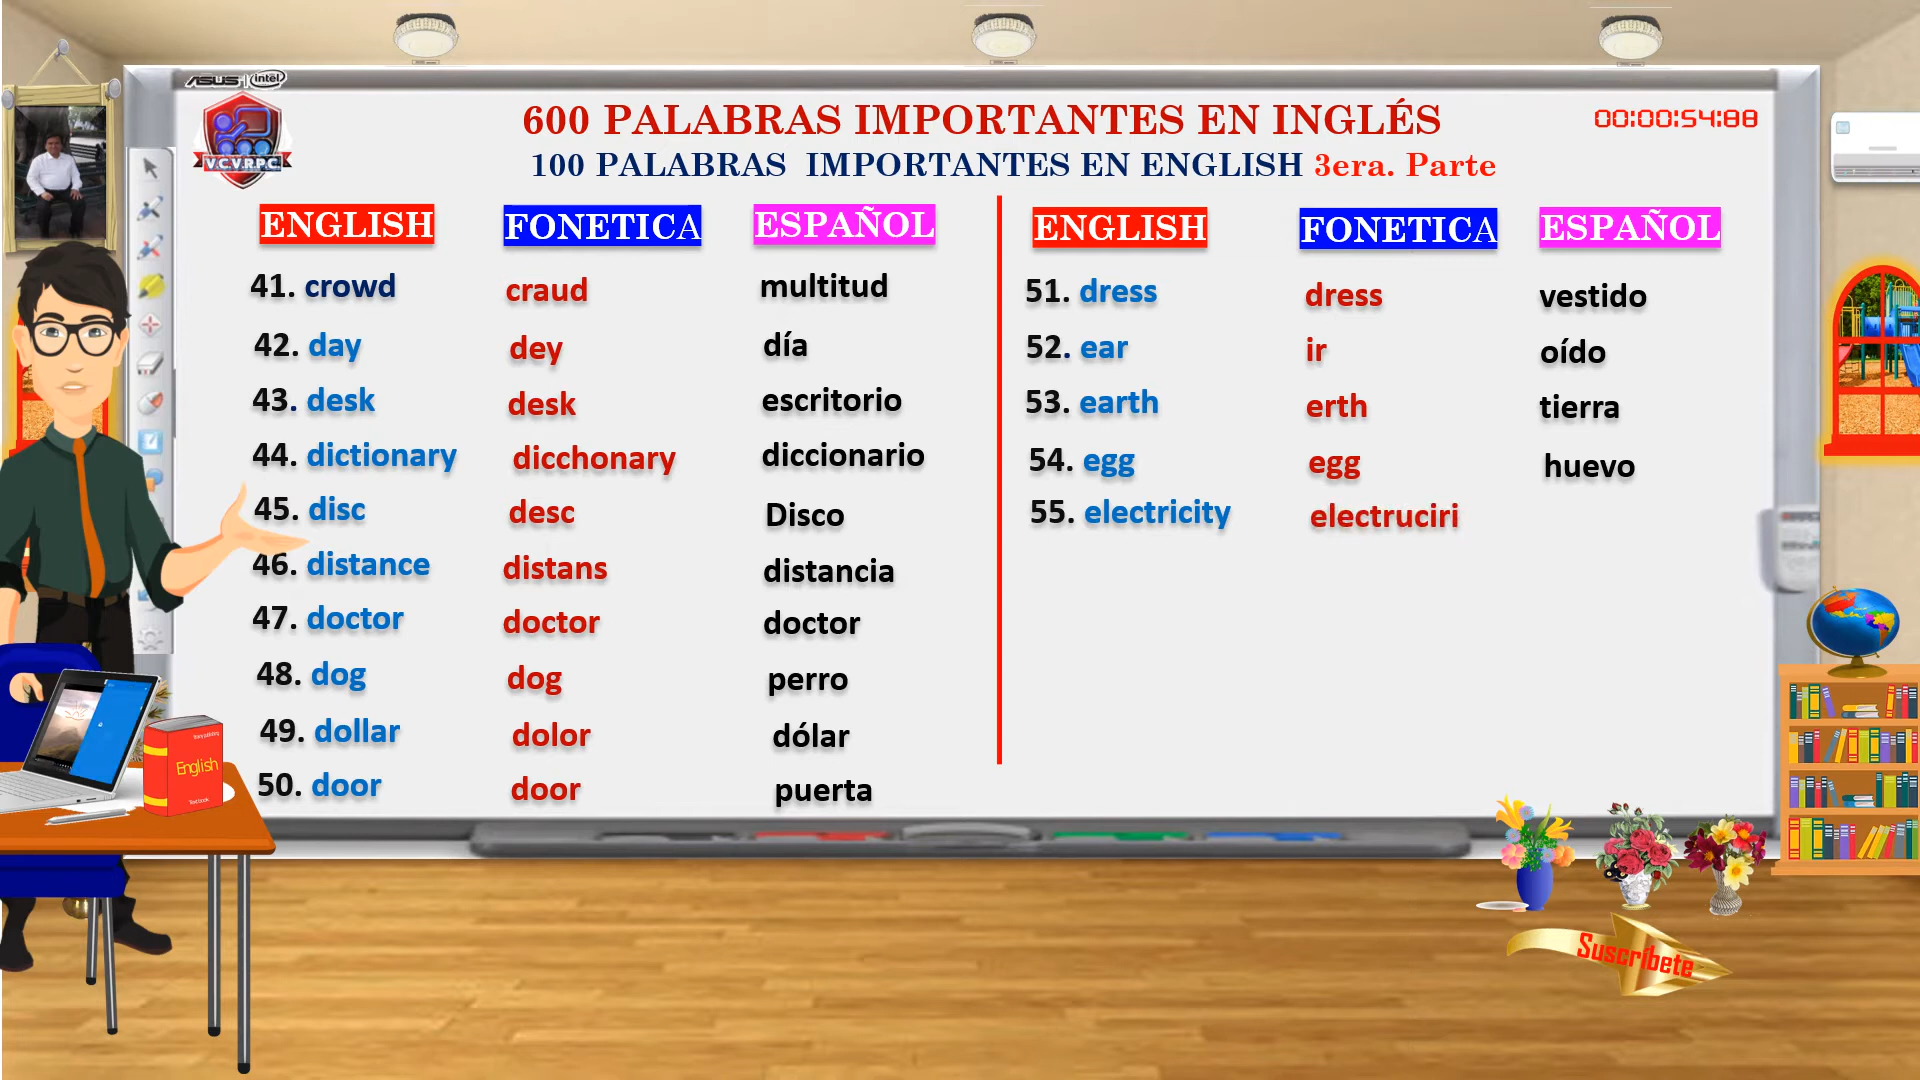 ASUS intel
V.C.V.R.P.C.
600 PALABRAS IMPORTANTES EN INGLÉS
00:00:54:88
100 PALABRAS IMPORTANTES EN ENGLISH 3era. Parte
ENGLISH FONETICA ESPAÑOL
41. crowd craud multitud
42. day dey día
43. desk desk escritorio
44. dictionary dicchonary diccionario
45. disc desc Disco
46. distance distans distancia
47. doctor doctor doctor
48. dog dog perro
49. dollar dolor dólar
50. door door puerta
ENGLISH FONETICA ESPAÑOL
51. dress dress vestido
52. ear ir oído
53. earth erth tierra
54. egg egg huevo
55. electricity electruciri
English
Suscríbete